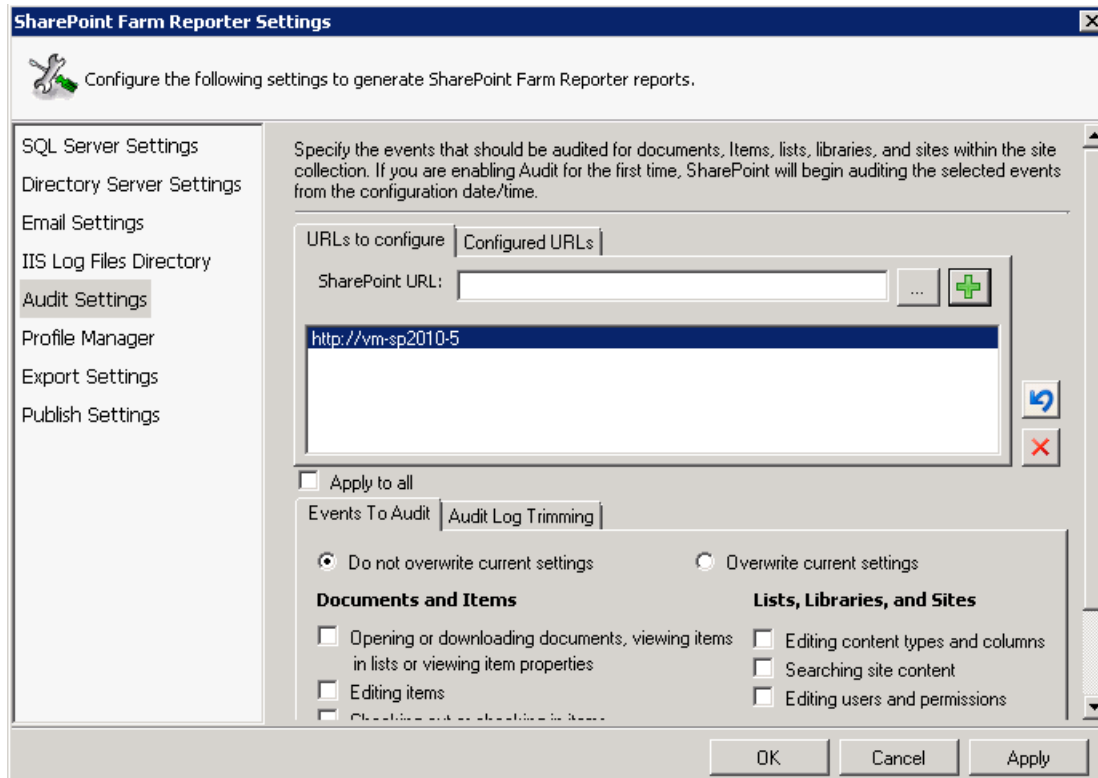 SharePoint Farm Reporter Settings
Configure the following settings to generate SharePoint Farm Reporter reports.
SQL Server Settings
Directory Server Settings
Email Settings
IIS Log Files Directory
Audit Settings
Profile Manager
Export Settings
Publish Settings
Specify the events that should be audited for documents, Items, lists, libraries, and sites within the site
collection. If you are enabling Audit for the first time, SharePoint will begin auditing the selected events
from the configuration date/time.
URLs to configure
Configured URLs
SharePoint URL:
...
http://vm-sp2010-5
Apply to all
Events To Audit
Audit Log Trimming
Do not overwrite current settings
Overwrite current settings
Documents and Items
Opening or downloading documents, viewing items
in lists or viewing item properties
Editing items
Checking out or checking in items
Lists, Libraries, and Sites
Editing content types and columns
Searching site content
Editing users and permissions
OK
Cancel
Apply